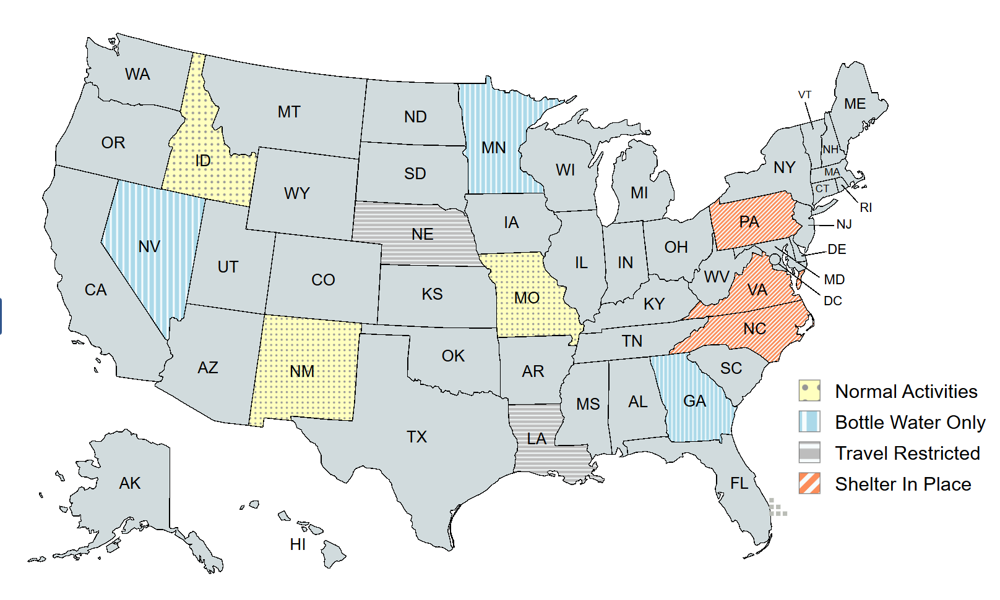 WA
MT
ND
MN
OR
ID
SD
WI
WY
MI
NE
IA
NV
UT
CO
CA
KS
MO
IL
IN
OH
WV
KY
VA
PA
NY
VT
ME
NH
MA
CT
RI
NJ
DE
MD
DC
NC
TN
SC
AZ
NM
OK
AR
MS
AL
GA
TX
LA
FL
AK
HI
Normal Activities
Bottle Water Only
Travel Restricted
Shelter In Place